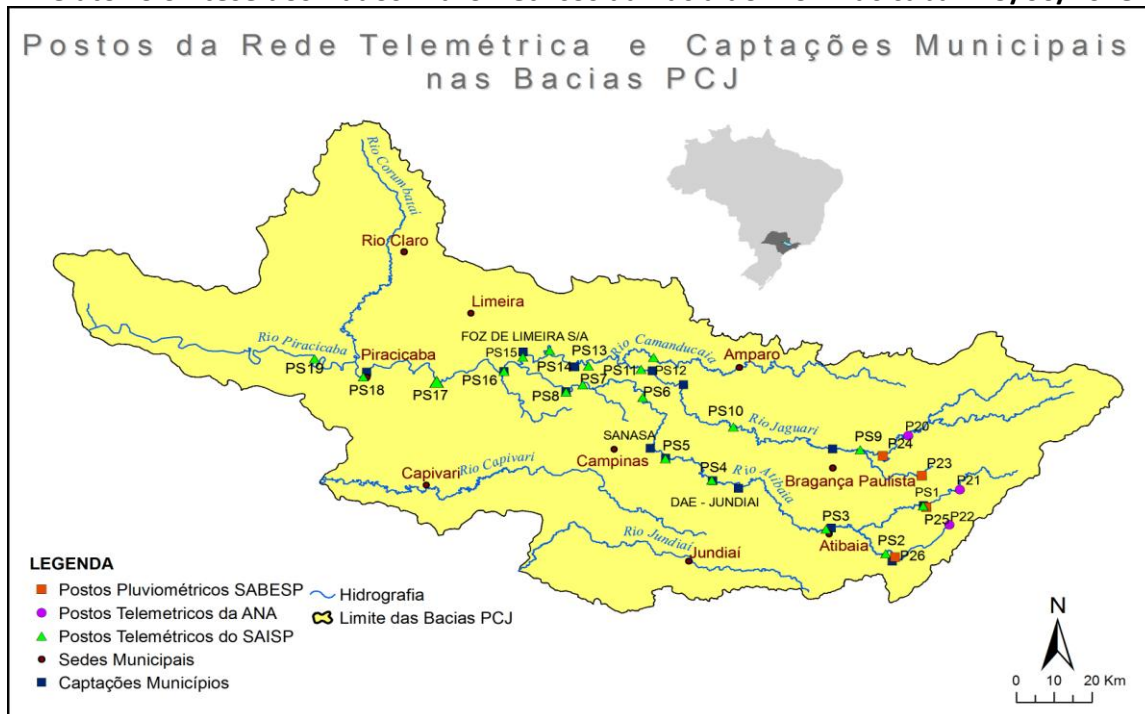 Postos da Rede Telemétrica e Captações Municipais
nas Bacias PCJ
Rio Corumbataí
Rio Claro
Limeira
FOZ DE LIMEIRA S/A
Rio Piracicaba
Piracicaba
PS19
PS18
PS17
PS16
PS15
PS14
PS13
PS11
PS12
Rio Camanducaia
Amparo
PS7
PS8
PS6
PS10
Rio Jaguari
P20
PS9
P24
P23
SANASA
PS5
Campinas
Rio Capivari
Capivari
PS4
Rio Atibaia
Bragança Paulista
DAE - JUNDIAI
PS1
P21
P25
P22
PS3
Atibaia
PS2
P26
Rio Jundiaí
Jundiaí
LEGENDA
Postos Pluviométricos SABESP
Hidrografia
Postos Telemetricos da ANA
Limite das Bacias PCJ
Postos Telemétricos do SAISP
Sedes Municipais
Captações Municípios
N
0 10 20 Km